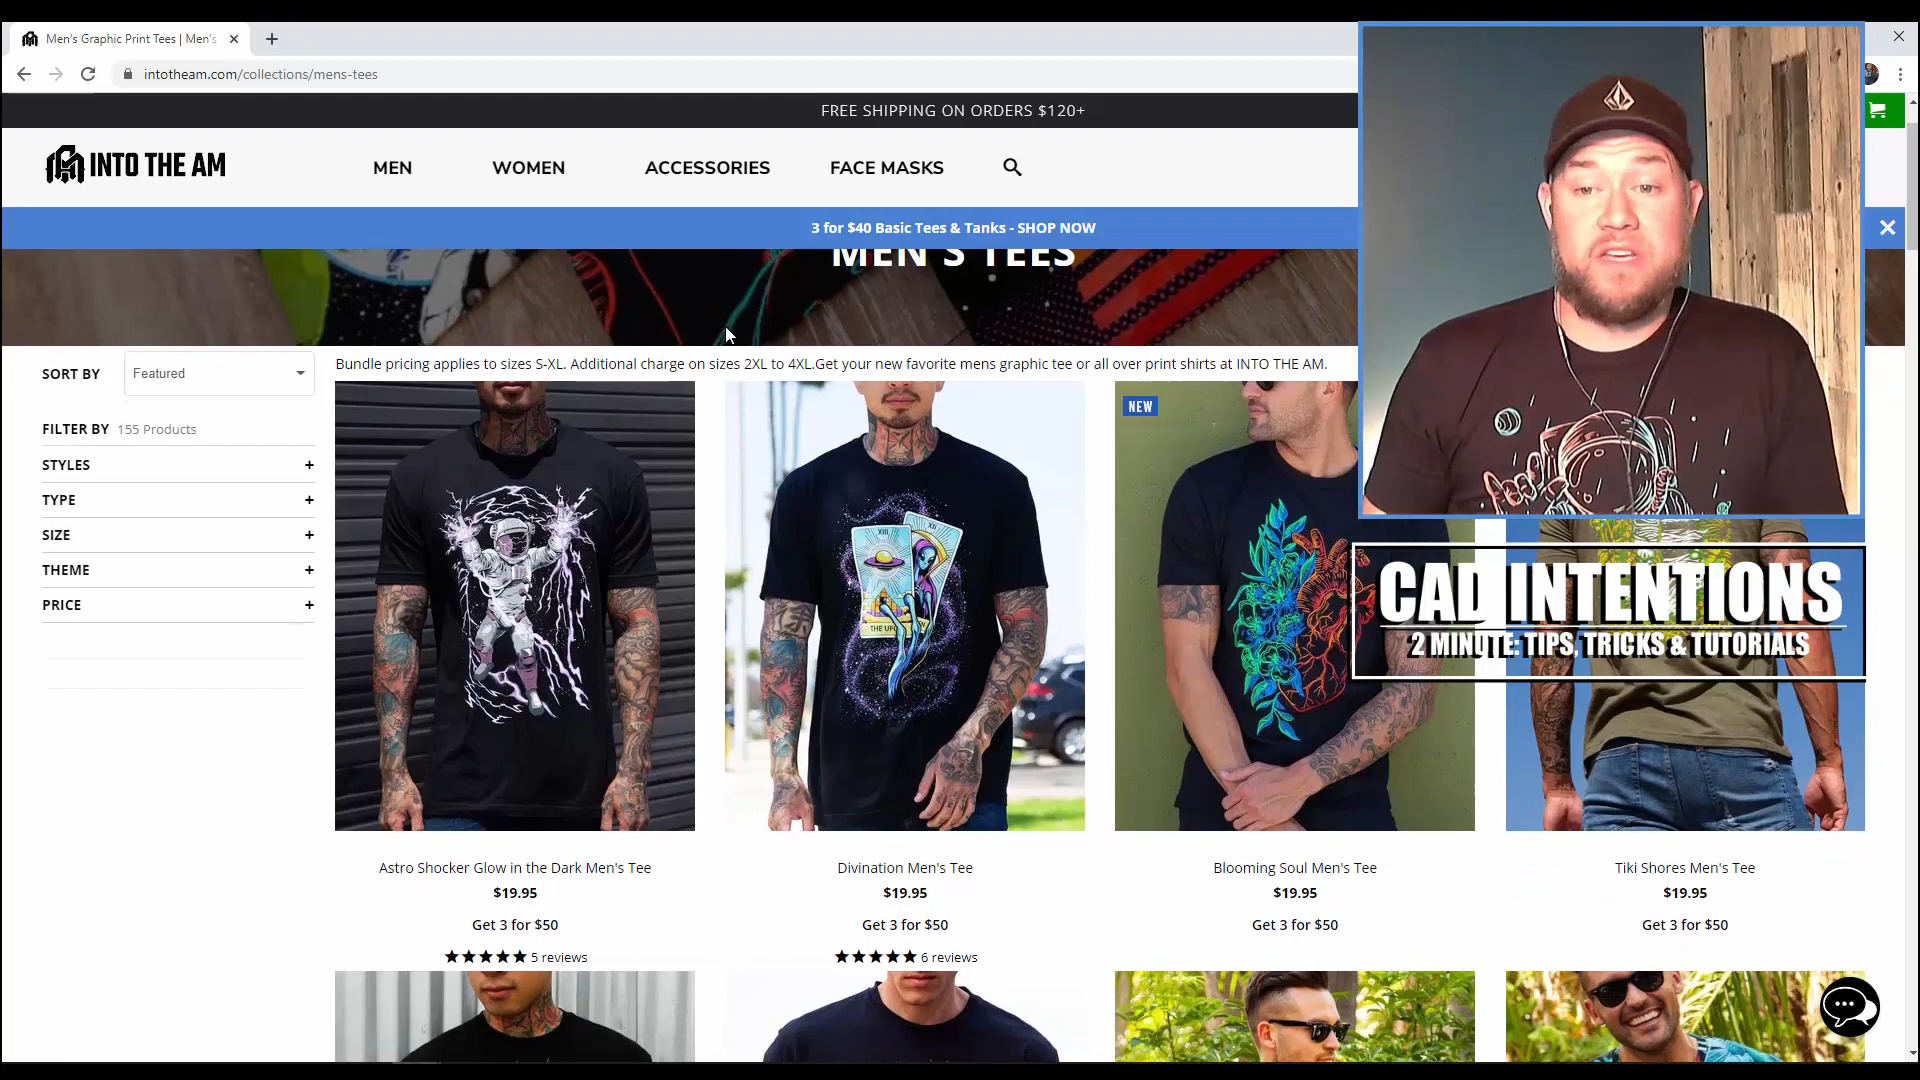 Men's Graphic Print Tees | Men's
intotheam.com/collections/mens-tees
FREE SHIPPING ON ORDERS $120+
INTO THE AM
MEN
WOMEN
ACCESSORIES
FACE MASKS
3 for $40 Basic Tees & Tanks - SHOP NOW
MEN'S TEES
SORT BY
Featured
Bundle pricing applies to sizes S-XL. Additional charge on sizes 2XL to 4XL.Get your new favorite mens graphic tee or all over print shirts at INTO THE AM.
FILTER BY 155 Products
STYLES +
TYPE +
SIZE +
THEME +
PRICE +
NEW
XIII
XII
THE UFO
CAD INTENTIONS
2 MINUTE: TIPS, TRICKS & TUTORIALS
Astro Shocker Glow in the Dark Men's Tee
$19.95
Get 3 for $50
5 reviews
Divination Men's Tee
$19.95
Get 3 for $50
6 reviews
Blooming Soul Men's Tee
$19.95
Get 3 for $50
Tiki Shores Men's Tee
$19.95
Get 3 for $50